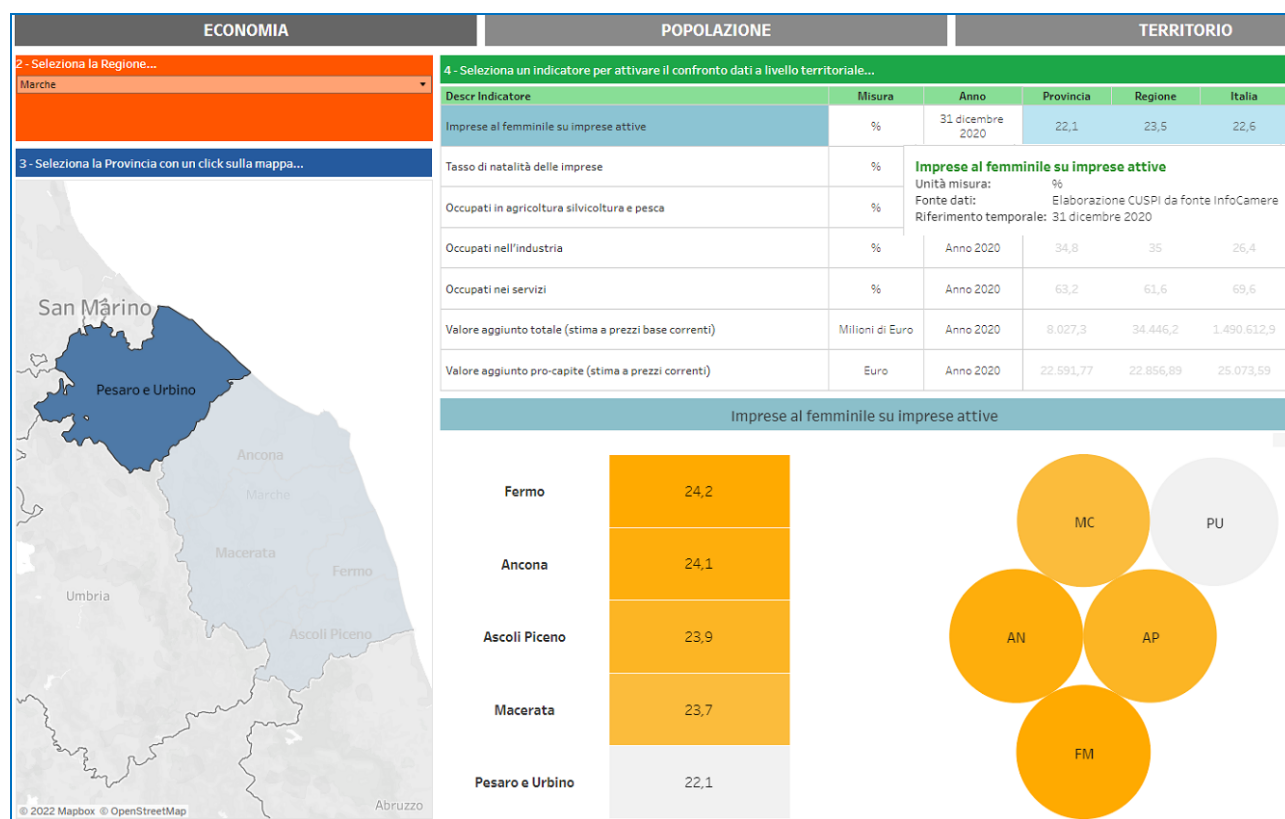 ECONOMIA
POPOLAZIONE
TERRITORIO
2 - Seleziona la Regione...
Marche
3 - Seleziona la Provincia con un click sulla mappa...
San Marino
Pesaro e Urbino
Ancona
Marche
Macerata
Fermo
Umbria
Ascoli Piceno
Abruzzo
© 2022 Mapbox © OpenStreetMap
4 - Seleziona un indicatore per attivare il confronto dati a livello territoriale...
Descr Indicatore Misura Anno Provincia Regione Italia
Imprese al femminile su imprese attive % 31 dicembre 2020 22,1 23,5 22,6
Tasso di natalità delle imprese %
Occupati in agricoltura silvicoltura e pesca %
Imprese al femminile su imprese attive
Unità misura: %
Fonte dati: Elaborazione CUSPI da fonte InfoCamere
Riferimento temporale: 31 dicembre 2020
Occupati nell'industria % Anno 2020 34,8 35 26,4
Occupati nei servizi % Anno 2020 63,2 61,6 69,6
Valore aggiunto totale (stima a prezzi base correnti) Milioni di Euro Anno 2020 8.027,3 34.446,2 1.490.612,9
Valore aggiunto pro-capite (stima a prezzi correnti) Euro Anno 2020 22.591,77 22.856,89 25.073,59
Imprese al femminile su imprese attive
Fermo 24,2
Ancona 24,1
Ascoli Piceno 23,9
Macerata 23,7
Pesaro e Urbino 22,1
MC
PU
AN
AP
FM